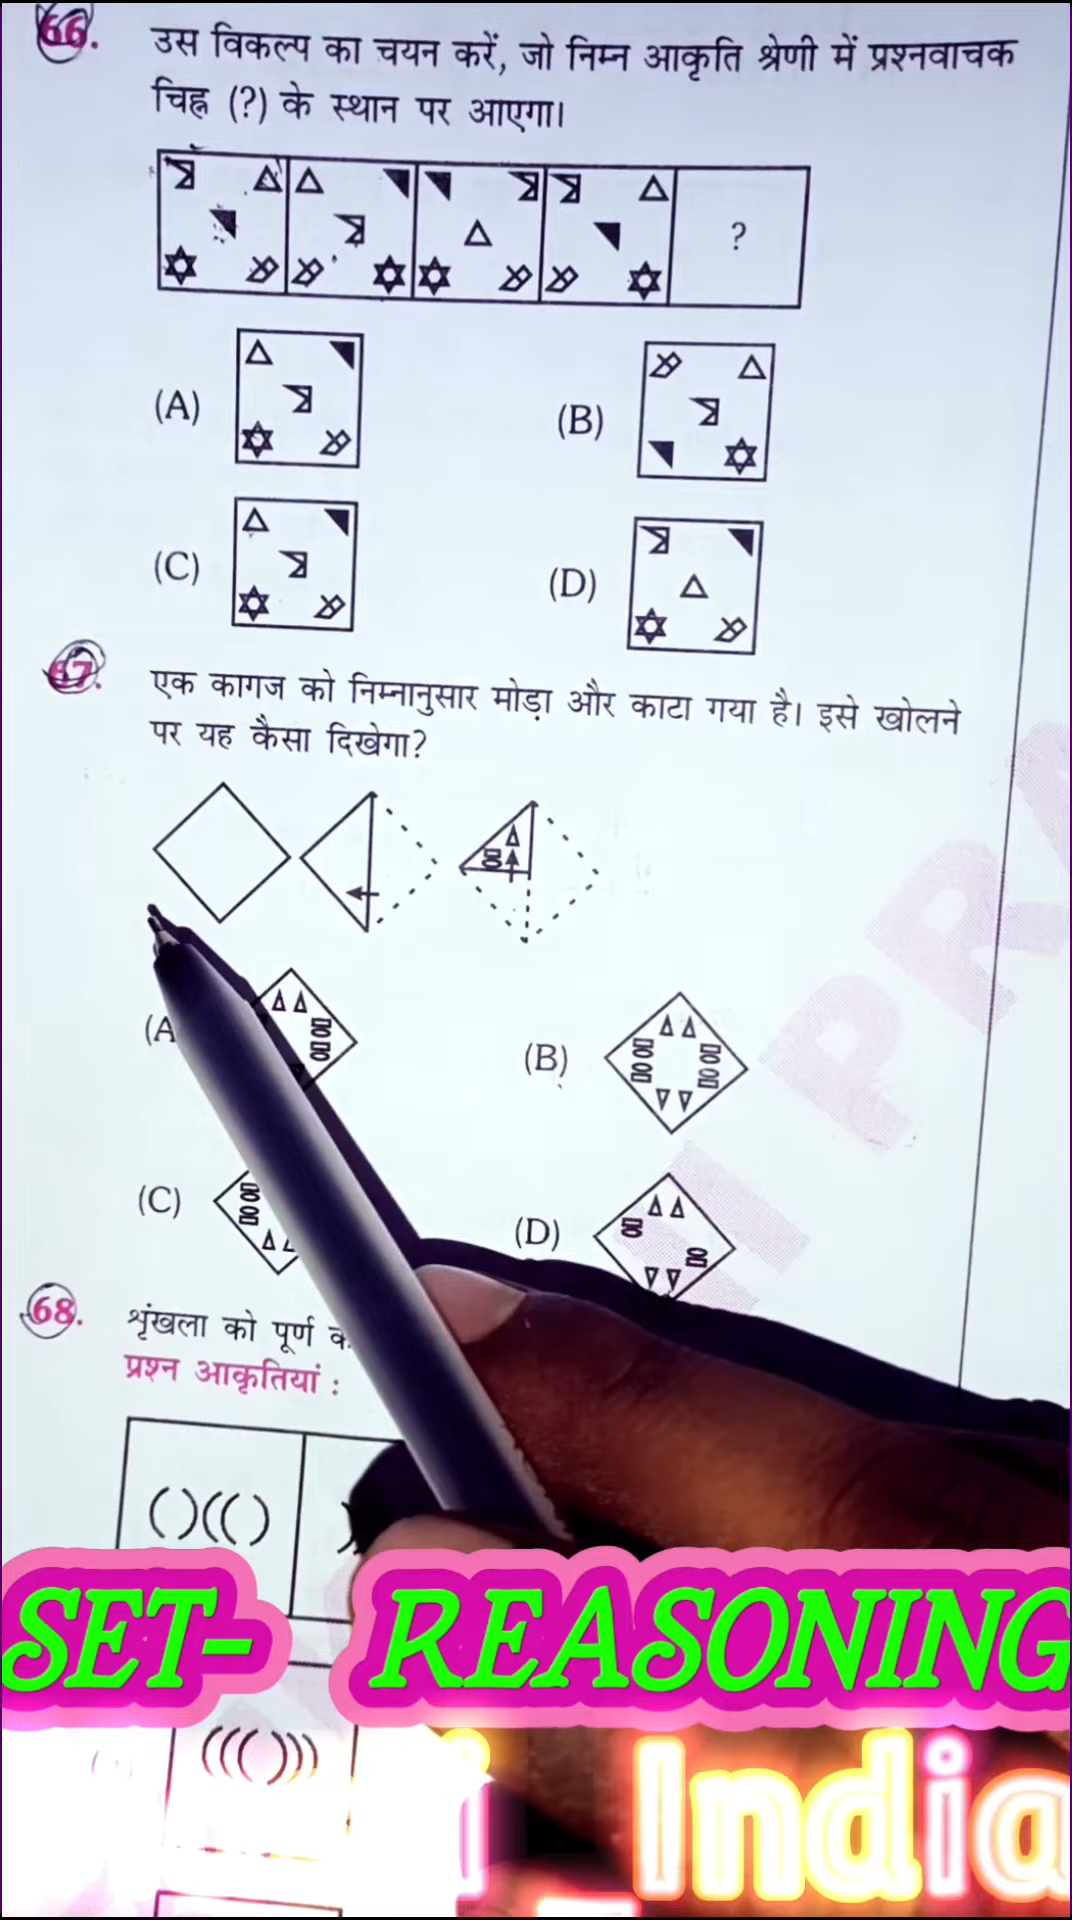 66. उस विकल्प का चयन करें, जो निम्न आकृति श्रेणी में प्रश्नवाचक
चिह्न (?) के स्थान पर आएगा।
?
(A)
(B)
(C)
(D)
67. एक कागज को निम्नानुसार मोड़ा और काटा गया है। इसे खोलने
पर यह कैसा दिखेगा?
(A
(B)
(C)
(D)
68. शृंखला को पूर्ण
प्रश्न आकृतियां :
SET- REASONING
India